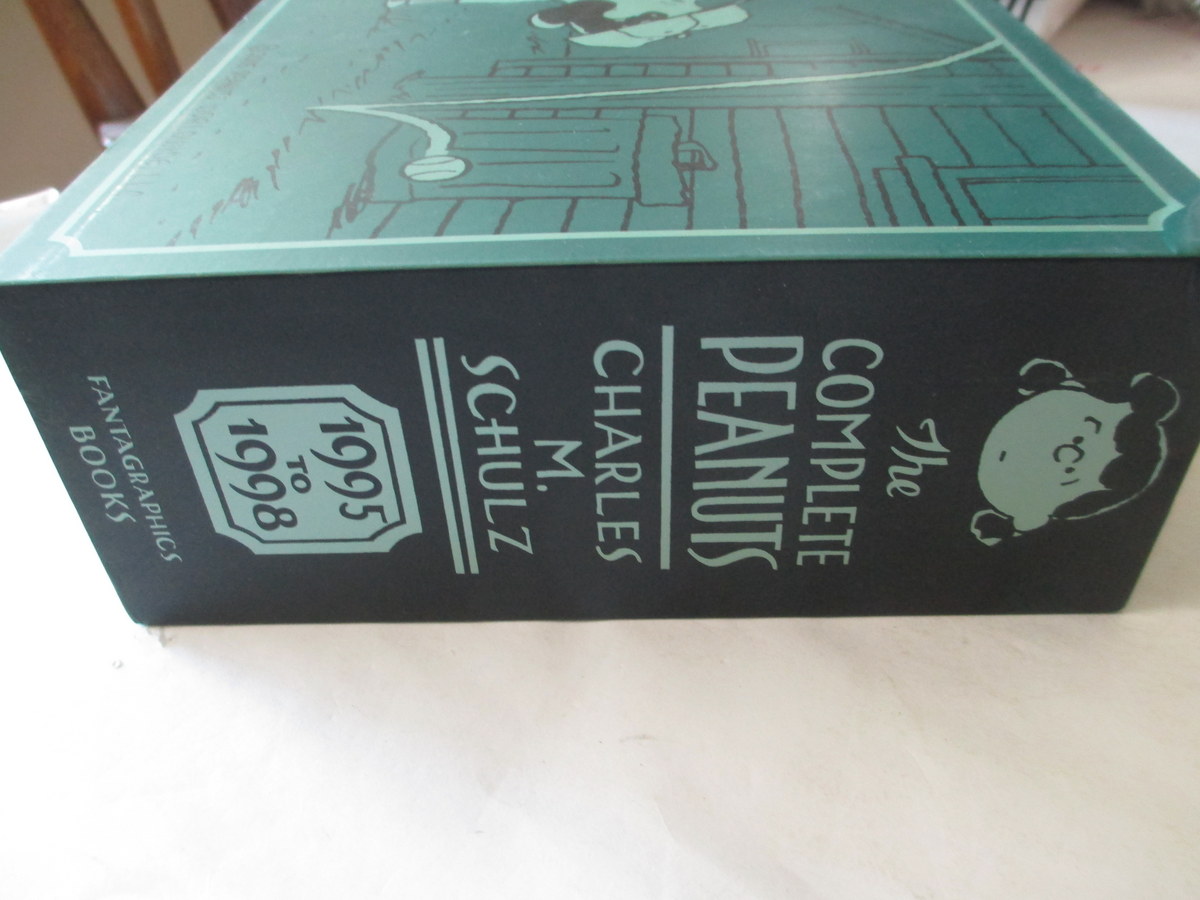 The
COMPLETE
PEANUTS
CHARLES
M.
SCHULZ
1995
TO
1998
FANTAGRAPHICS
BOOKS